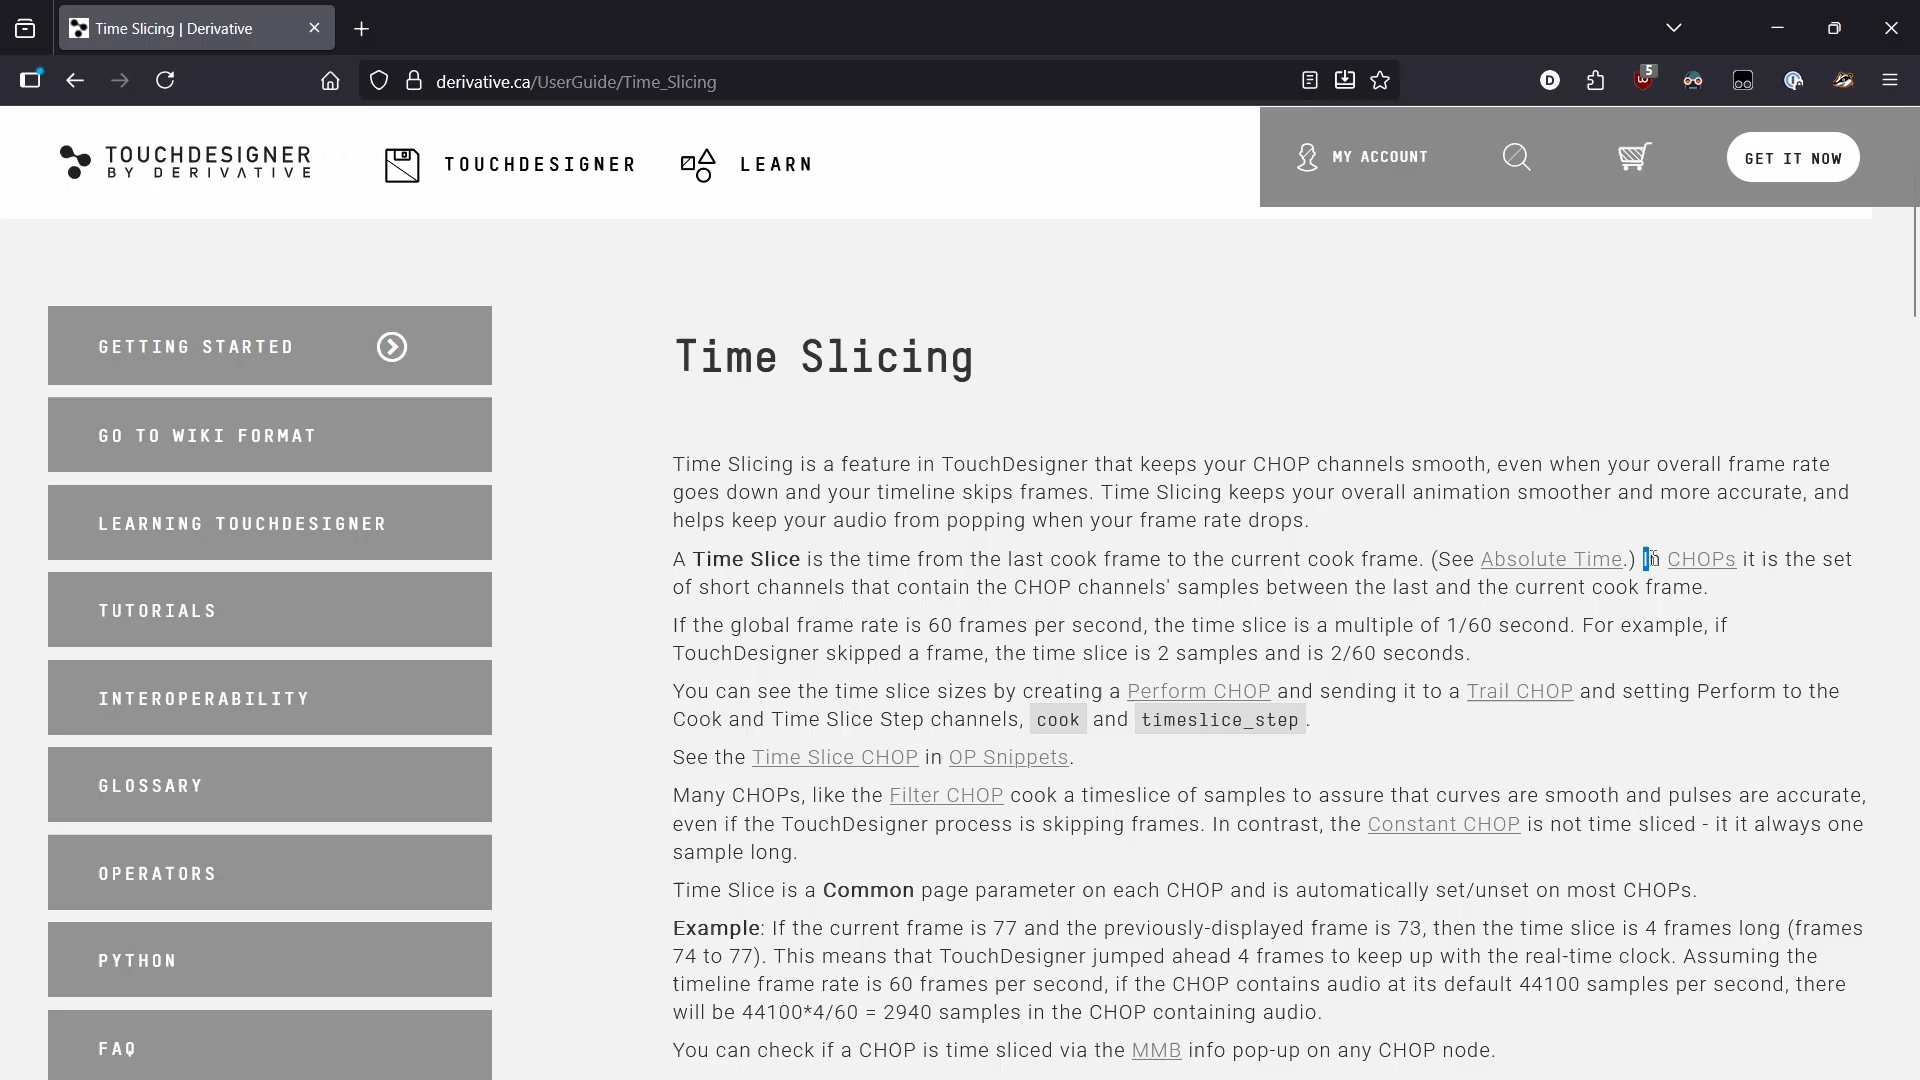 Time Slicing | Derivative
derivative.ca/UserGuide/Time_Slicing
5
D
TOUCHDESIGNER
BY DERIVATIVE
TOUCHDESIGNER
LEARN
MY ACCOUNT
GET IT NOW
GETTING STARTED
GO TO WIKI FORMAT
LEARNING TOUCHDESIGNER
TUTORIALS
INTEROPERABILITY
GLOSSARY
OPERATORS
PYTHON
FAQ
Time Slicing
Time Slicing is a feature in TouchDesigner that keeps your CHOP channels smooth, even when your overall frame rate
goes down and your timeline skips frames. Time Slicing keeps your overall animation smoother and more accurate, and
helps keep your audio from popping when your frame rate drops.
A Time Slice is the time from the last cook frame to the current cook frame. (See Absolute Time.) In CHOPs it is the set
of short channels that contain the CHOP channels' samples between the last and the current cook frame.
If the global frame rate is 60 frames per second, the time slice is a multiple of 1/60 second. For example, if
TouchDesigner skipped a frame, the time slice is 2 samples and is 2/60 seconds.
You can see the time slice sizes by creating a Perform CHOP and sending it to a Trail CHOP and setting Perform to the
Cook and Time Slice Step channels, cook and timeslice_step.
See the Time Slice CHOP in OP Snippets.
Many CHOPs, like the Filter CHOP cook a timeslice of samples to assure that curves are smooth and pulses are accurate,
even if the TouchDesigner process is skipping frames. In contrast, the Constant CHOP is not time sliced - it it always one
sample long.
Time Slice is a Common page parameter on each CHOP and is automatically set/unset on most CHOPs.
Example: If the current frame is 77 and the previously-displayed frame is 73, then the time slice is 4 frames long (frames
74 to 77). This means that TouchDesigner jumped ahead 4 frames to keep up with the real-time clock. Assuming the
timeline frame rate is 60 frames per second, if the CHOP contains audio at its default 44100 samples per second, there
will be 44100*4/60 = 2940 samples in the CHOP containing audio.
You can check if a CHOP is time sliced via the MMB info pop-up on any CHOP node.